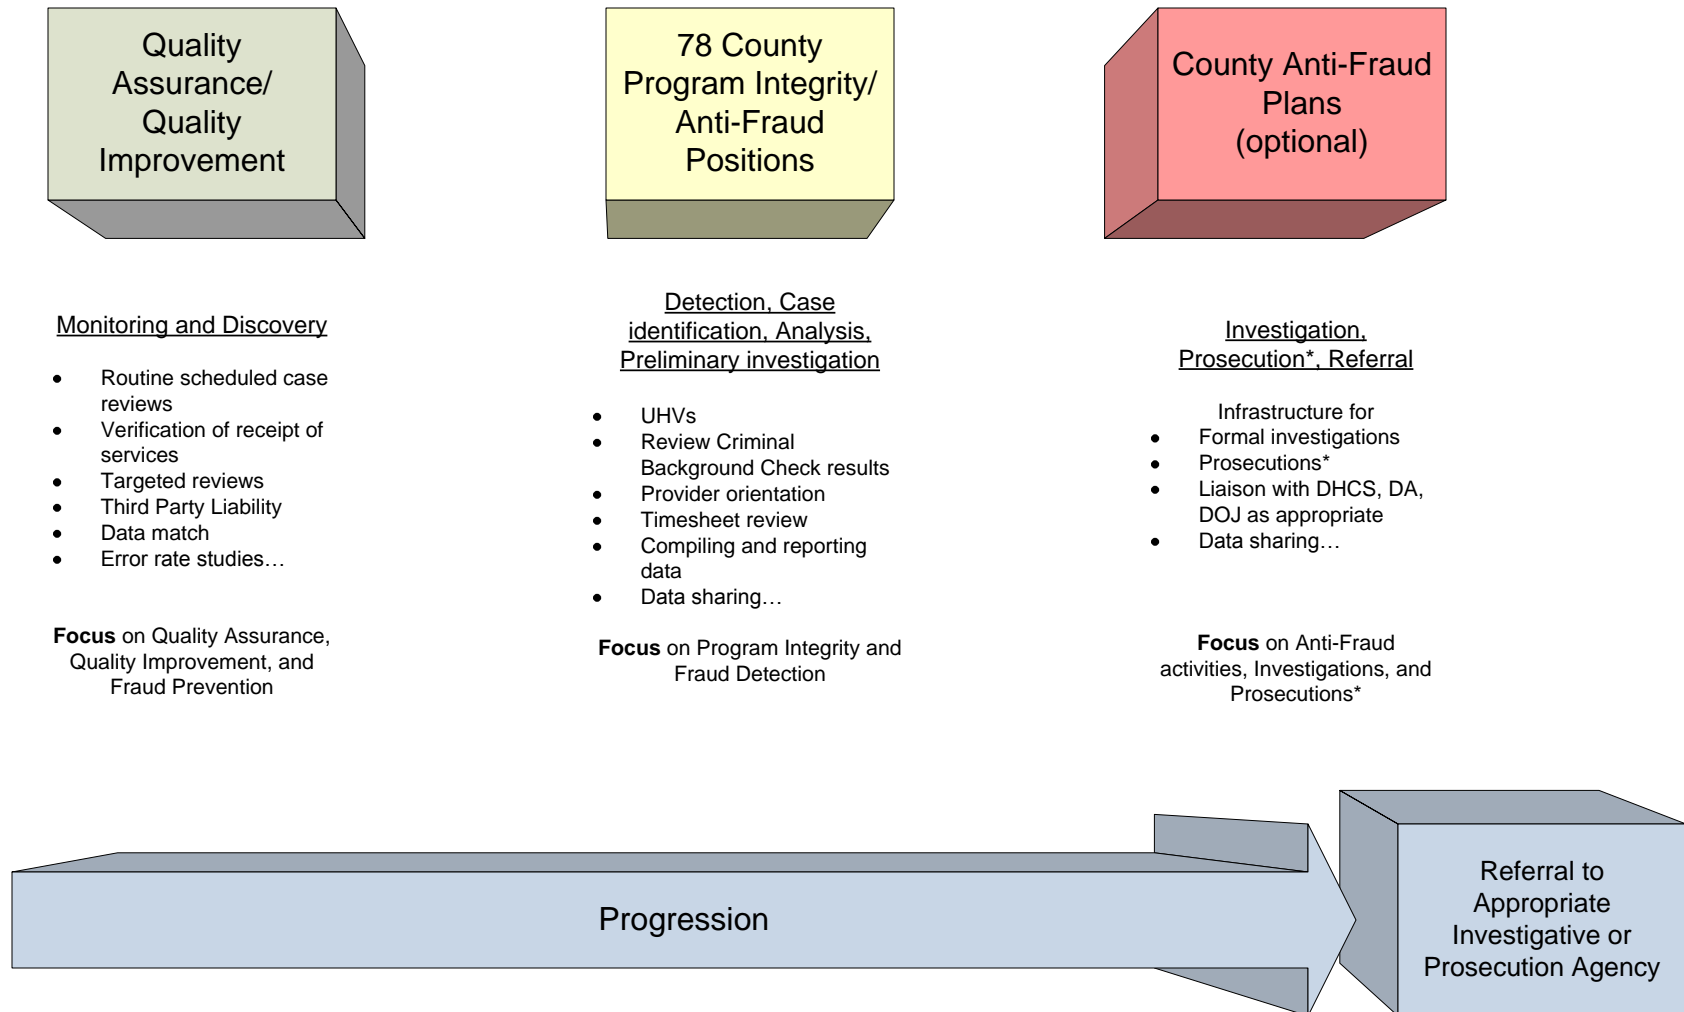 Quality
Assurance/
Quality
Improvement
78 County
Program Integrity/
Anti-Fraud
Positions
County Anti-Fraud
Plans
(optional)
Monitoring and Discovery
• Routine scheduled case
reviews
• Verification of receipt of
services
• Targeted reviews
• Third Party Liability
• Data match
• Error rate studies…
Focus on Quality Assurance,
Quality Improvement, and
Fraud Prevention
Detection, Case
identification, Analysis,
Preliminary investigation
• UHVs
• Review Criminal
Background Check results
• Provider orientation
• Timesheet review
• Compiling and reporting
data
• Data sharing…
Focus on Program Integrity and
Fraud Detection
Investigation,
Prosecution*, Referral
Infrastructure for
• Formal investigations
• Prosecutions*
• Liaison with DHCS, DA,
DOJ as appropriate
• Data sharing…
Focus on Anti-Fraud
activities, Investigations, and
Prosecutions*
Progression
Referral to
Appropriate
Investigative or
Prosecution Agency